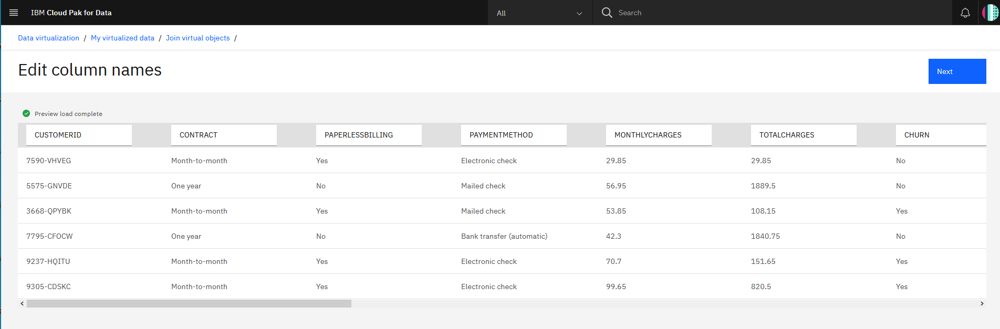 IBM Cloud Pak for Data All Search
Data virtualization / My virtualized data / Join virtual objects /
Edit column names
Next
Preview load complete
CUSTOMERID CONTRACT PAPERLESSBILLING PAYMENTMETHOD MONTHLYCHARGES TOTALCHARGES CHURN
7590-VHVEG Month-to-month Yes Electronic check 29.85 29.85 No
5575-GNVDE One year No Mailed check 56.95 1889.5 No
3668-QPYBK Month-to-month Yes Mailed check 53.85 108.15 Yes
7795-CFOCW One year No Bank transfer (automatic) 42.3 1840.75 No
9237-HQITU Month-to-month Yes Electronic check 70.7 151.65 Yes
9305-CDSKC Month-to-month Yes Electronic check 99.65 820.5 Yes